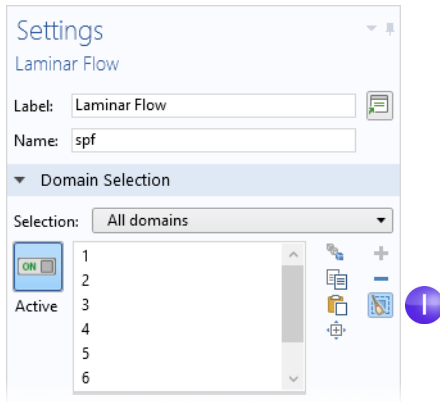 Settings
Laminar Flow
Label: Laminar Flow
Name: spf
Domain Selection
Selection: All domains
ON
Active
1
2
3
4
5
6
I